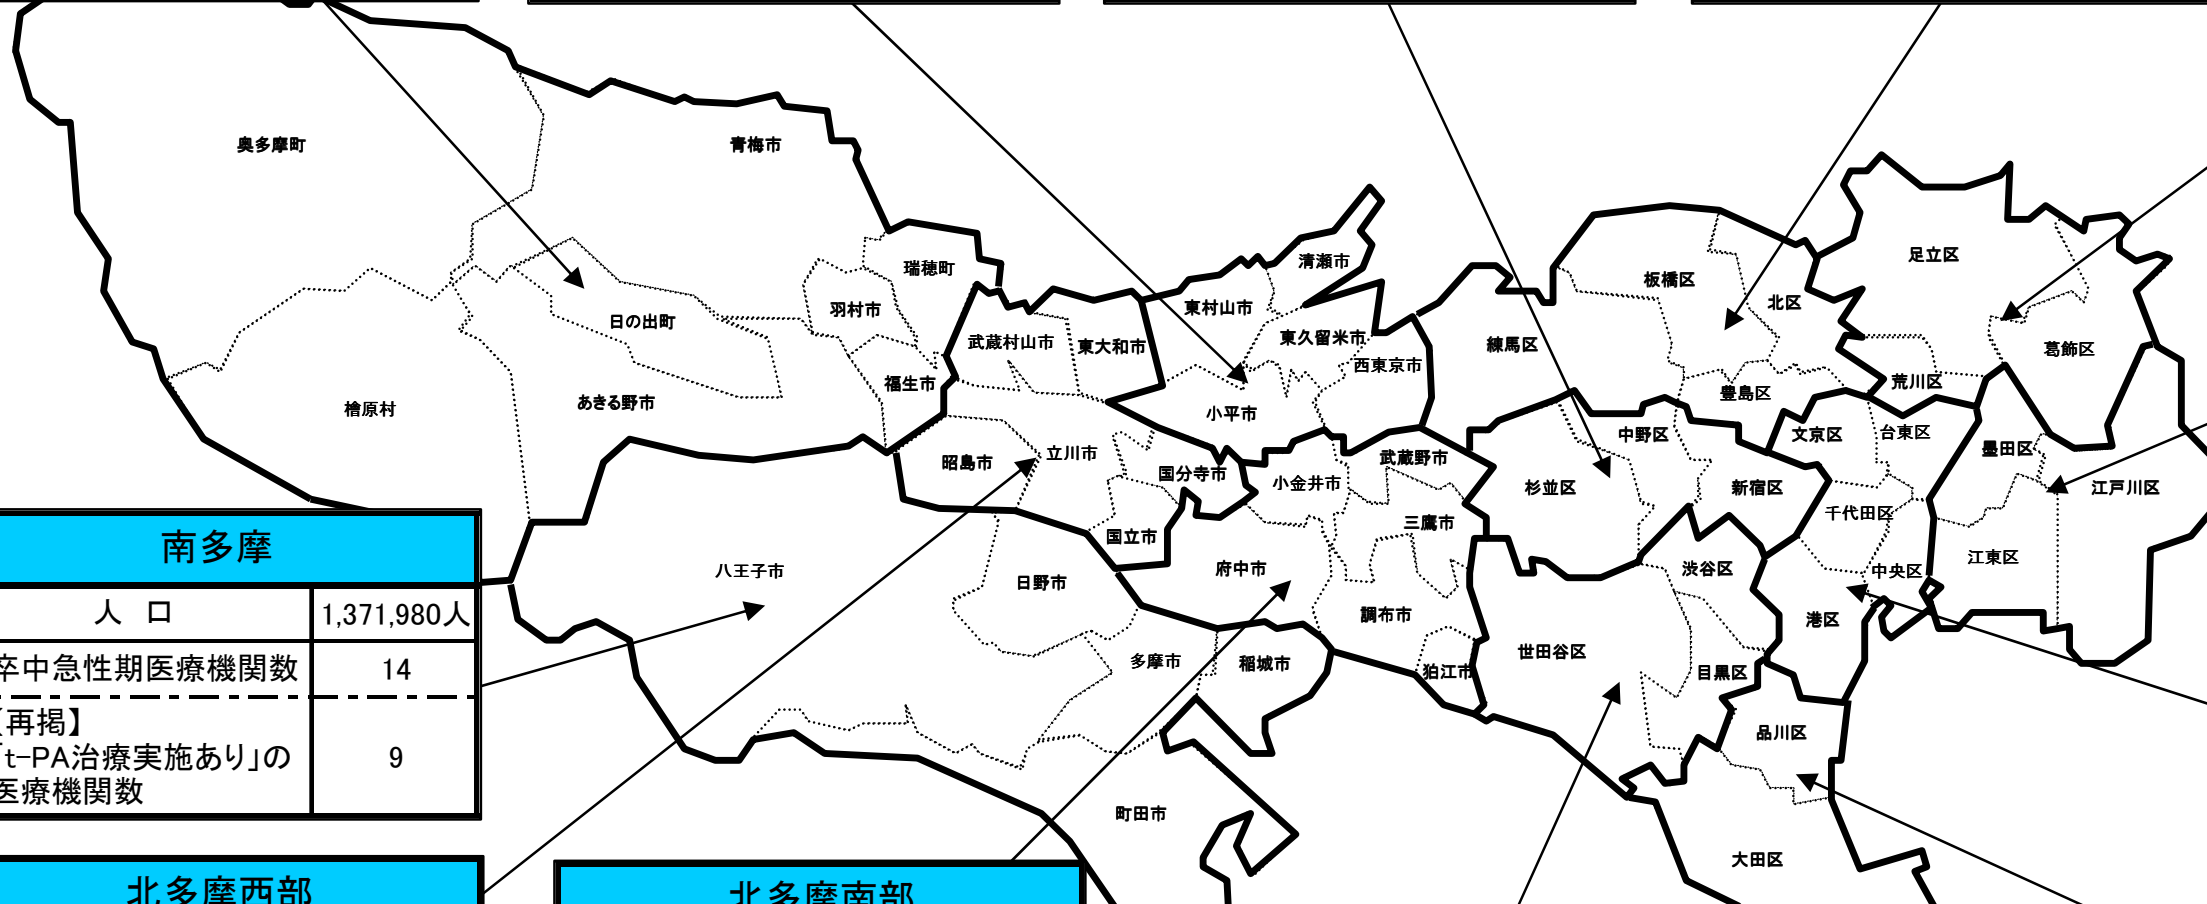 奥多摩町
青梅市
瑞穂町
羽村市
日の出町
福生市
あきる野市
檜原村
武蔵村山市
東大和市
東村山市
清瀬市
東久留米市
西東京市
小平市
昭島市
立川市
国分寺市
国立市
小金井市
武蔵野市
三鷹市
府中市
調布市
狛江市
八王子市
日野市
多摩市
稲城市
町田市
練馬区
板橋区
北区
豊島区
足立区
葛飾区
荒川区
杉並区
中野区
新宿区
文京区
台東区
千代田区
中央区
港区
墨田区
江戸川区
江東区
渋谷区
世田谷区
目黒区
品川区
大田区
南多摩
人 口 1,371,980人
卒中急性期医療機関数 14
【再掲】
「t-PA治療実施あり」の 9
医療機関数
北多摩西部
北多摩南部